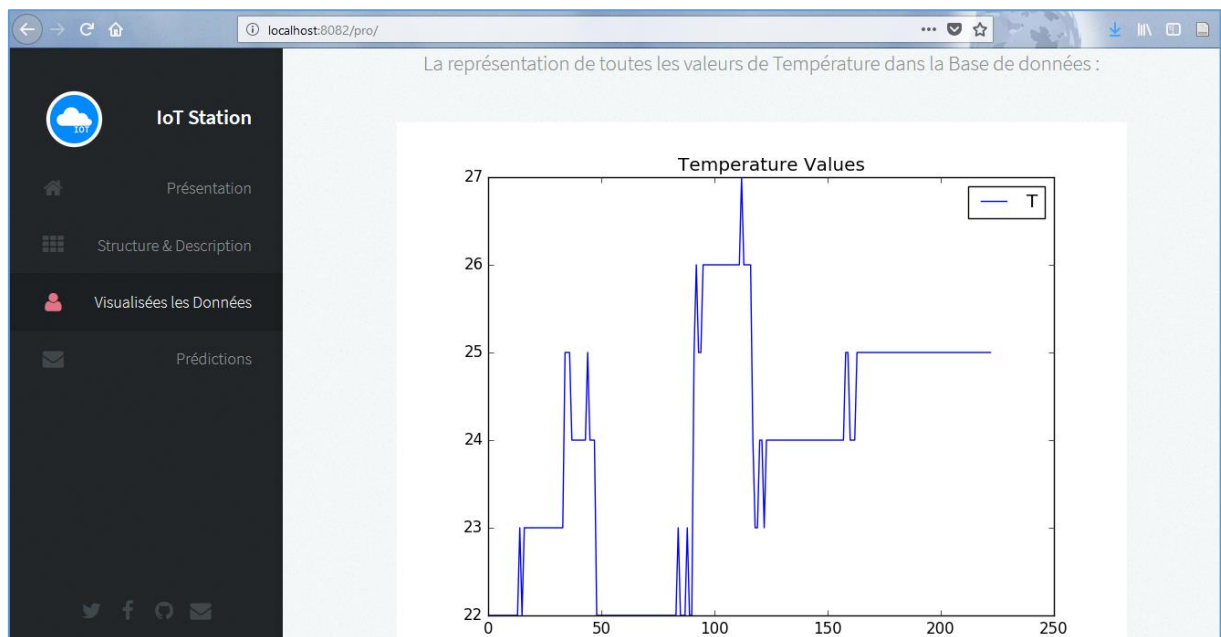 localhost:8082/pro/
La représentation de toutes les valeurs de Température dans la Base de données :
IOT
IoT Station
Présentation
Structure & Description
Visualisées les Données
Prédictions
Temperature Values
T
27
26
25
24
23
22
0 50 100 150 200 250